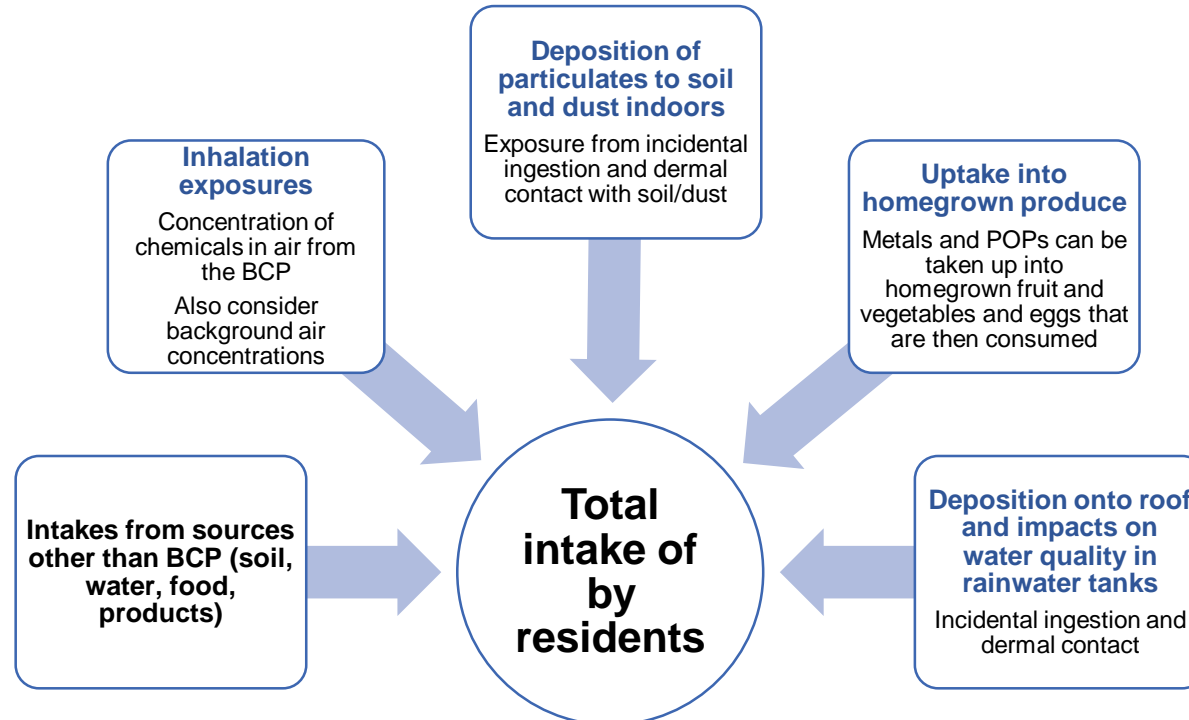 Deposition of
particulates to soil
and dust indoors
Exposure from incidental
ingestion and dermal
contact with soil/dust
Inhalation
exposures
Concentration of
chemicals in air from
the BCP
Also consider
background air
concentrations
Uptake into
homegrown produce
Metals and POPs can be
taken up into
homegrown fruit and
vegetables and eggs that
are then consumed
Intakes from sources
other than BCP (soil,
water, food,
products)
Total
intake of
by
residents
Deposition onto roof
and impacts on
water quality in
rainwater tanks
Incidental ingestion and
dermal contact